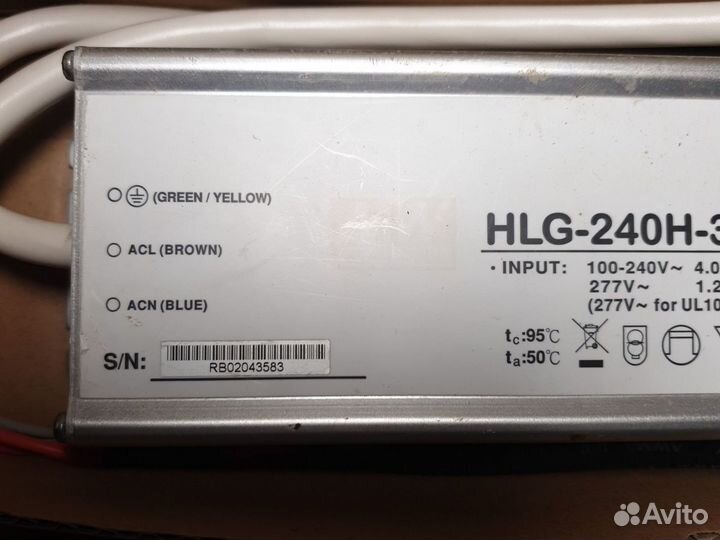 (GREEN / YELLOW)
ACL (BROWN)
ACN (BLUE)
S/N:
RB02043583
HLG-240H-3
· INPUT: 100-240V~ 4.0
277V~ 1.2
(277V~ for UL10
tc:95℃
ta:50℃
Avito